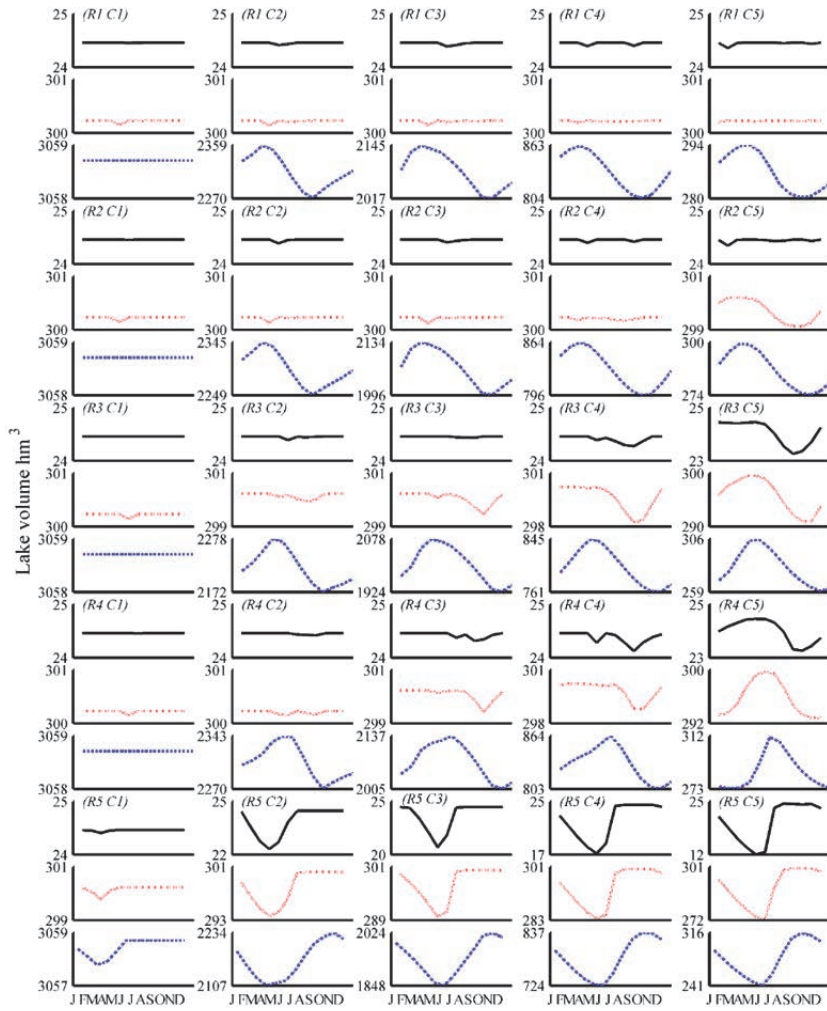 25 (R1 C1) 25 (R1 C2) 25 (R1 C3) 25 (R1 C4) 25 (R1 C5)
24 24 24 24 24
301 301 301 301 301
300 300 300 300 300
3059 2359 2145 863 294
3058 2270 2017 804 280
25 (R2 C1) 25 (R2 C2) 25 (R2 C3) 25 (R2 C4) 25 (R2 C5)
24 24 24 24 24
301 301 301 301 301
300 300 300 300 299
3059 2345 2134 864 300
3058 2249 1996 796 274
25 (R3 C1) 25 (R3 C2) 25 (R3 C3) 25 (R3 C4) 25 (R3 C5)
24 24 24 24 23
301 301 301 301 300
300 299 299 298 290
3059 2278 2078 845 306
3058 2172 1924 761 259
Lake volume hm³
25 (R4 C1) 25 (R4 C2) 25 (R4 C3) 25 (R4 C4) 25 (R4 C5)
24 24 24 24 23
301 301 301 301 300
300 300 299 298 292
3059 2343 2137 864 312
3058 2270 2005 803 273
25 (R5 C1) 25 (R5 C2) 25 (R5 C3) 25 (R5 C4) 25 (R5 C5)
24 22 20 17 12
301 301 301 301 301
299 293 289 283 272
3059 2234 2024 837 316
3057 2107 1848 724 241
J FMAMJ J ASOND J FMAMJ J ASOND J FMAMJ J ASOND J FMAMJ J ASOND J FMAMJ J ASOND